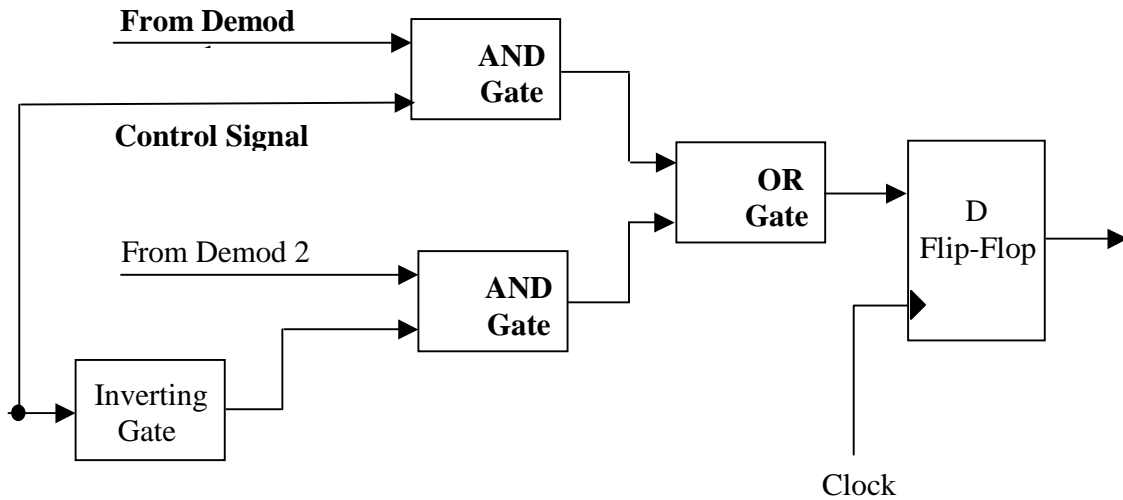 From Demod
AND
Gate
Control Signal
OR
Gate
D
Flip-Flop
From Demod 2
AND
Gate
Inverting
Gate
Clock